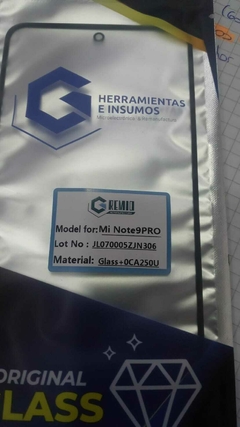 HERRAMIENTAS
E INSUMOS
Model for: Mi Note9PRO
Lot No : JL070005ZJN306
Material: Glass+OCA250U
ORIGINAL
GLASS